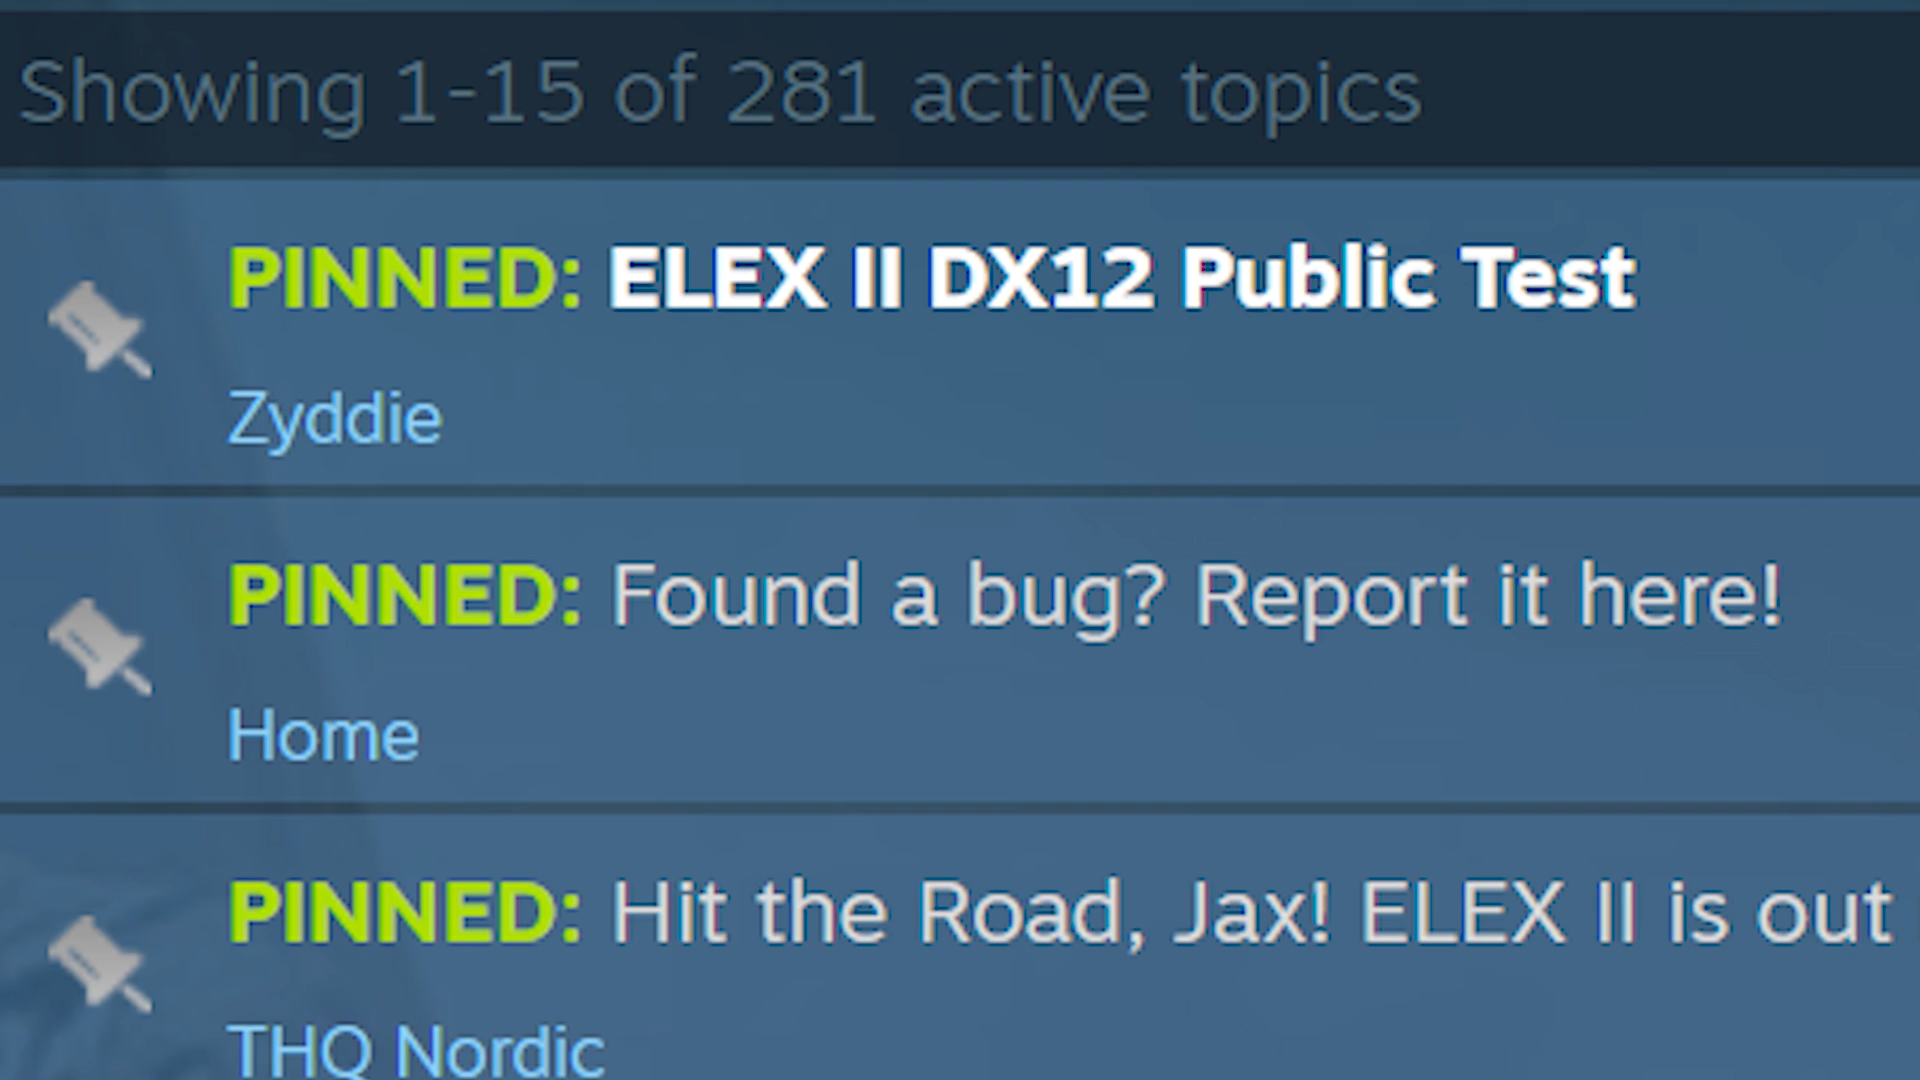 Showing 1-15 of 281 active topics
PINNED: ELEX II DX12 Public Test
Zyddie
PINNED: Found a bug? Report it here!
Home
PINNED: Hit the Road, Jax! ELEX II is out
THQ Nordic